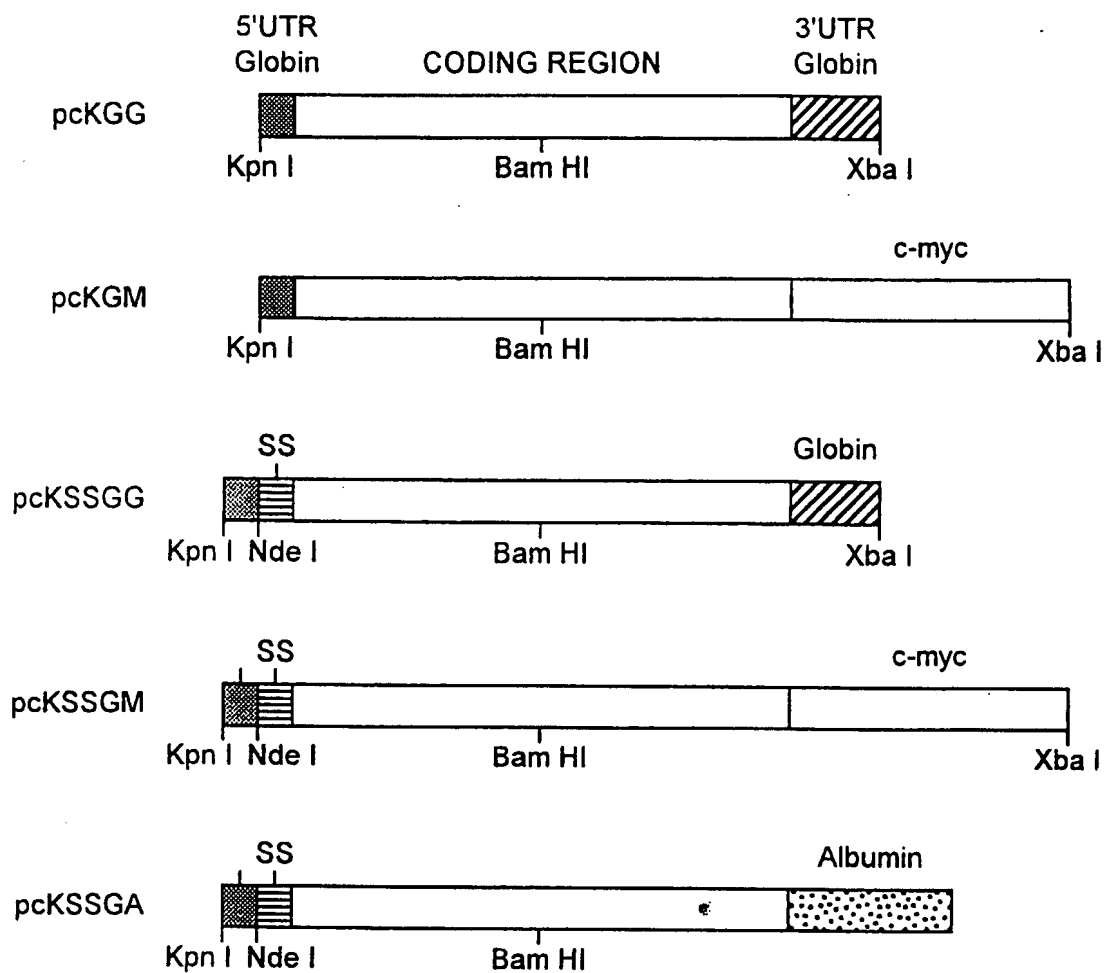 5'UTR Globin
CODING REGION
3'UTR Globin
pcKGG
Kpn I
Bam HI
Xba I
c-myc
pcKGM
Kpn I
Bam HI
Xba I
SS
Globin
pcKSSGG
Kpn I
Nde I
Bam HI
Xba I
SS
c-myc
pcKSSGM
Kpn I
Nde I
Bam HI
Xba I
SS
Albumin
pcKSSGA
Kpn I
Nde I
Bam HI